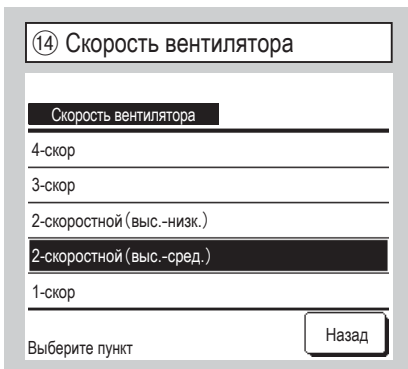 ⑭ Скорость вентилятора
Скорость вентилятора
4-скор
3-скор
2-скоростной (выс.-низк.)
2-скоростной (выс.-сред.)
1-скор
Выберите пункт
Назад